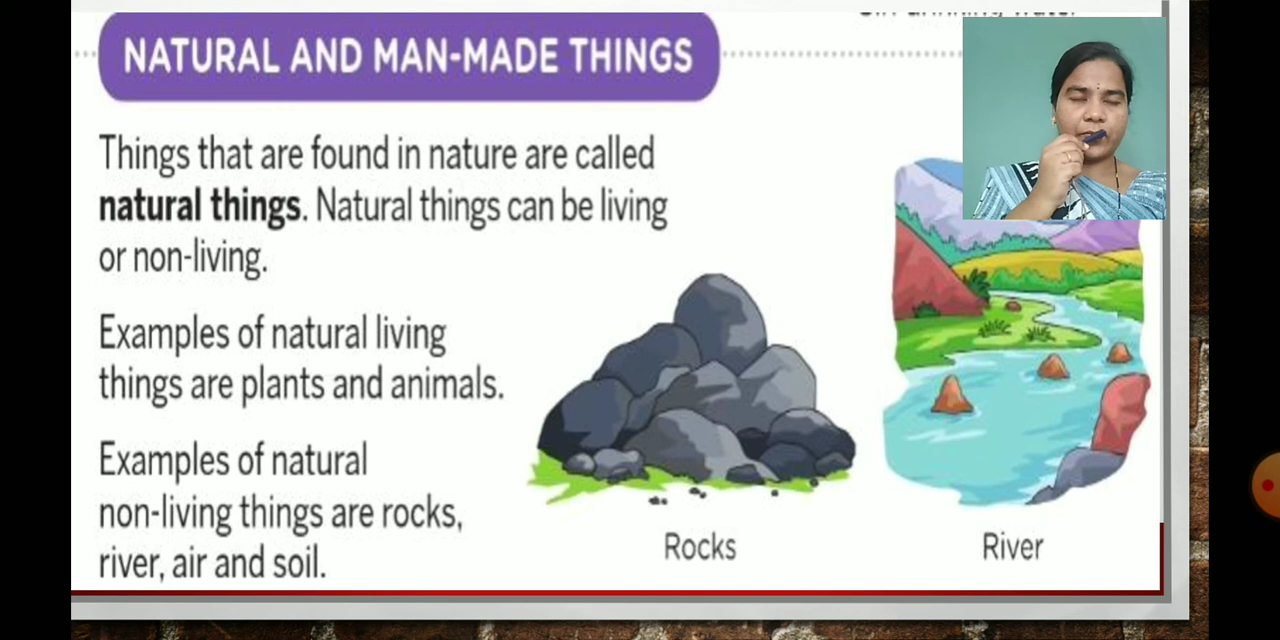 NATURAL AND MAN-MADE THINGS
Things that are found in nature are called
natural things. Natural things can be living
or non-living.
Examples of natural living
things are plants and animals.
Examples of natural
non-living things are rocks,
river, air and soil.
Rocks
River